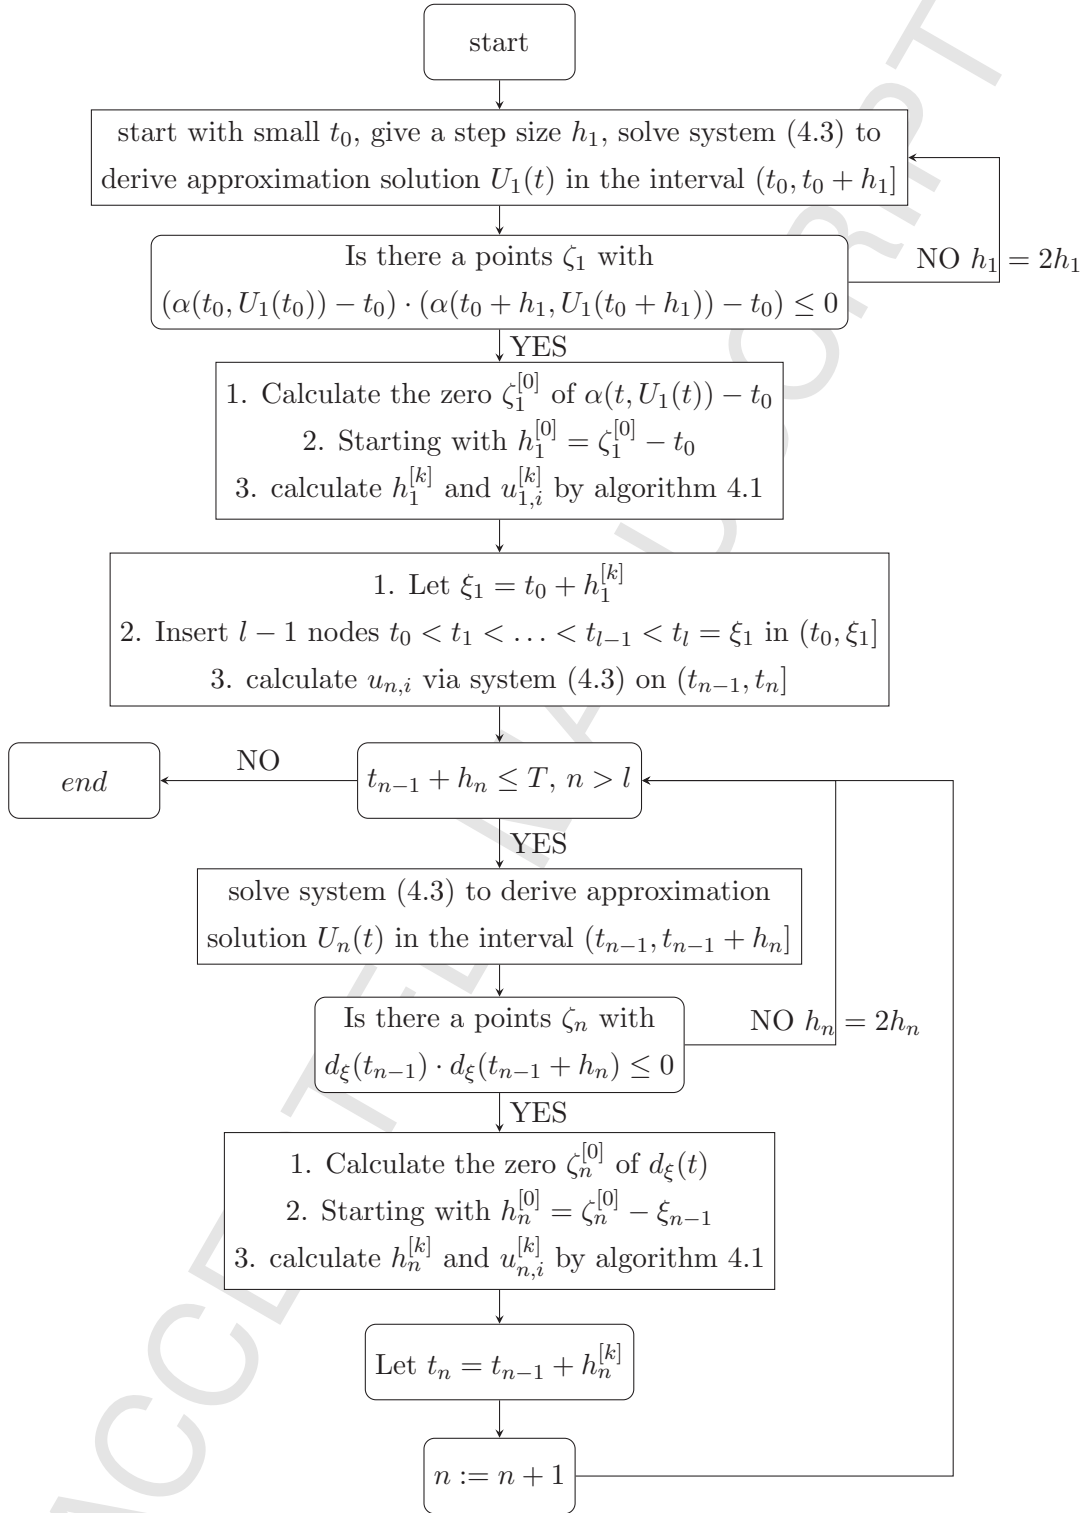 start
start with small $t_0$, give a step size $h_1$, solve system (4.3) to
derive approximation solution $U_1(t)$ in the interval $(t_0, t_0 + h_1]$
Is there a points $\zeta_1$ with
$(\alpha(t_0, U_1(t_0)) - t_0) \cdot (\alpha(t_0 + h_1, U_1(t_0 + h_1)) - t_0) \leq 0$
NO $h_1 = 2h_1$
YES
1. Calculate the zero $\zeta_1^{[0]}$ of $\alpha(t, U_1(t)) - t_0$
2. Starting with $h_1^{[0]} = \zeta_1^{[0]} - t_0$
3. calculate $h_1^{[k]}$ and $u_{1,i}^{[k]}$ by algorithm 4.1
1. Let $\xi_1 = t_0 + h_1^{[k]}$
2. Insert $l - 1$ nodes $t_0 < t_1 < \ldots < t_{l-1} < t_l = \xi_1$ in $(t_0, \xi_1]$
3. calculate $u_{n,i}$ via system (4.3) on $(t_{n-1}, t_n]$
end
NO
$t_{n-1} + h_n \leq T$, $n > l$
YES
solve system (4.3) to derive approximation
solution $U_n(t)$ in the interval $(t_{n-1}, t_{n-1} + h_n]$
Is there a points $\zeta_n$ with
$d_\xi(t_{n-1}) \cdot d_\xi(t_{n-1} + h_n) \leq 0$
NO $h_n = 2h_n$
YES
1. Calculate the zero $\zeta_n^{[0]}$ of $d_\xi(t)$
2. Starting with $h_n^{[0]} = \zeta_n^{[0]} - \xi_{n-1}$
3. calculate $h_n^{[k]}$ and $u_{n,i}^{[k]}$ by algorithm 4.1
Let $t_n = t_{n-1} + h_n^{[k]}$
$n := n + 1$
ACCEPTED MANUSCRIPT